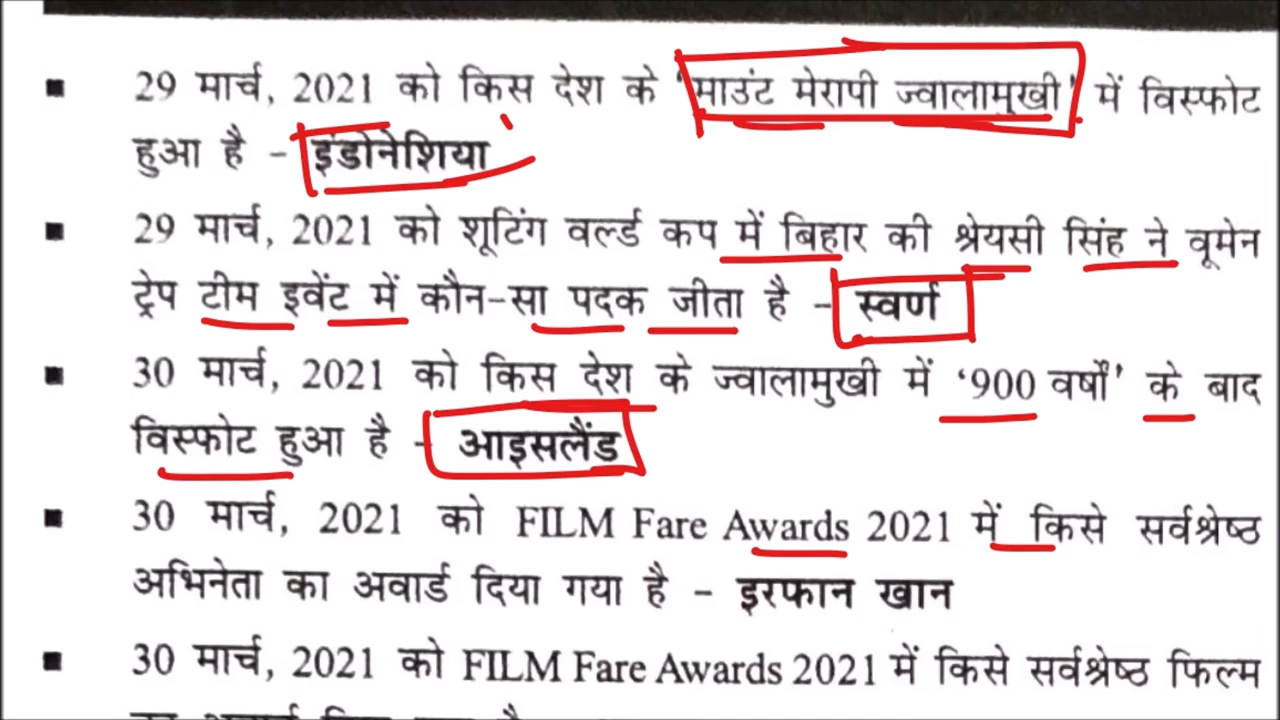 ■ 29 मार्च, 2021 को किस देश के 'माउंट मेरापी ज्वालामुखी' में विस्फोट
हुआ है - इंडोनेशिया
■ 29 मार्च, 2021 को शूटिंग वर्ल्ड कप में बिहार की श्रेयसी सिंह ने वूमेन
ट्रेप टीम इवेंट में कौन-सा पदक जीता है - स्वर्ण
■ 30 मार्च, 2021 को किस देश के ज्वालामुखी में '900 वर्षों' के बाद
विस्फोट हुआ है - आइसलैंड
■ 30 मार्च, 2021 को FILM Fare Awards 2021 में किसे सर्वश्रेष्ठ
अभिनेता का अवार्ड दिया गया है - इरफान खान
■ 30 मार्च, 2021 को FILM Fare Awards 2021 में किसे सर्वश्रेष्ठ फिल्म